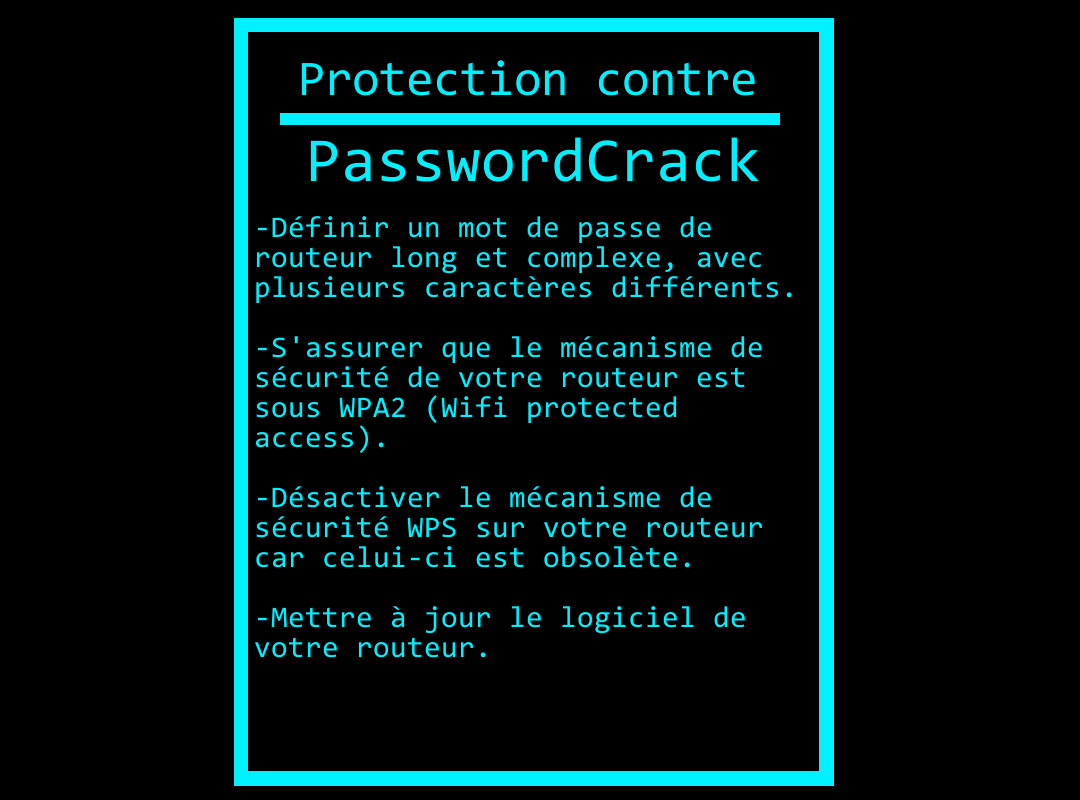 Protection contre
PasswordCrack
-Définir un mot de passe de
routeur long et complexe, avec
plusieurs caractères différents.
-S'assurer que le mécanisme de
sécurité de votre routeur est
sous WPA2 (Wifi protected
access).
-Désactiver le mécanisme de
sécurité WPS sur votre routeur
car celui-ci est obsolète.
-Mettre à jour le logiciel de
votre routeur.